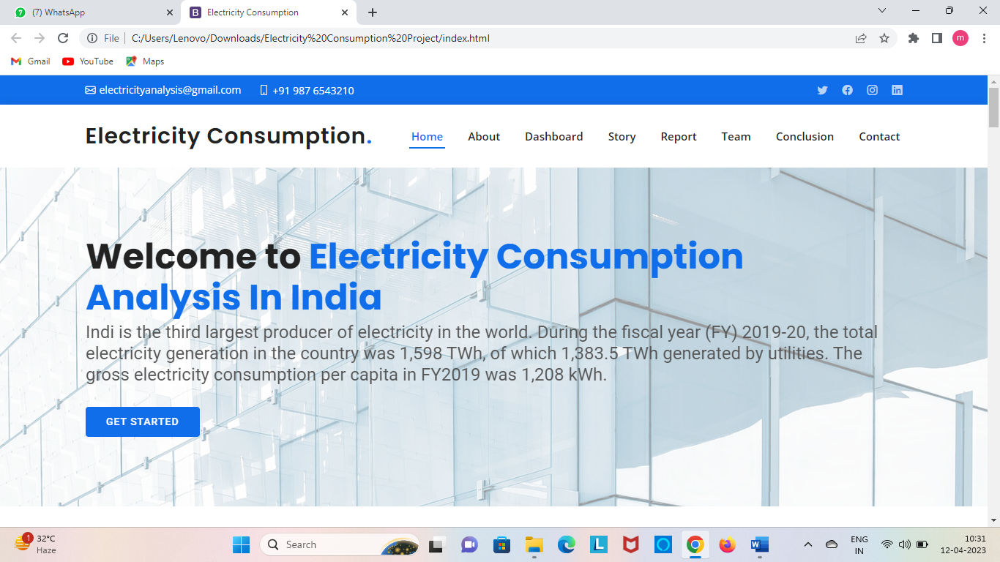 (7) WhatsApp
Electricity Consumption
File
C:/Users/Lenovo/Downloads/Electricity%20Consumption%20Project/index.html
m
Gmail
YouTube
Maps
electricityanalysis@gmail.com
+91 987 6543210
Electricity Consumption.
Home
About
Dashboard
Story
Report
Team
Conclusion
Contact
Welcome to Electricity Consumption
Analysis In India
Indi is the third largest producer of electricity in the world. During the fiscal year (FY) 2019-20, the total
electricity generation in the country was 1,598 TWh, of which 1,383.5 TWh generated by utilities. The
gross electricity consumption per capita in FY2019 was 1,208 kWh.
GET STARTED
1
32°C
Haze
Search
ENG
IN
10:31
12-04-2023